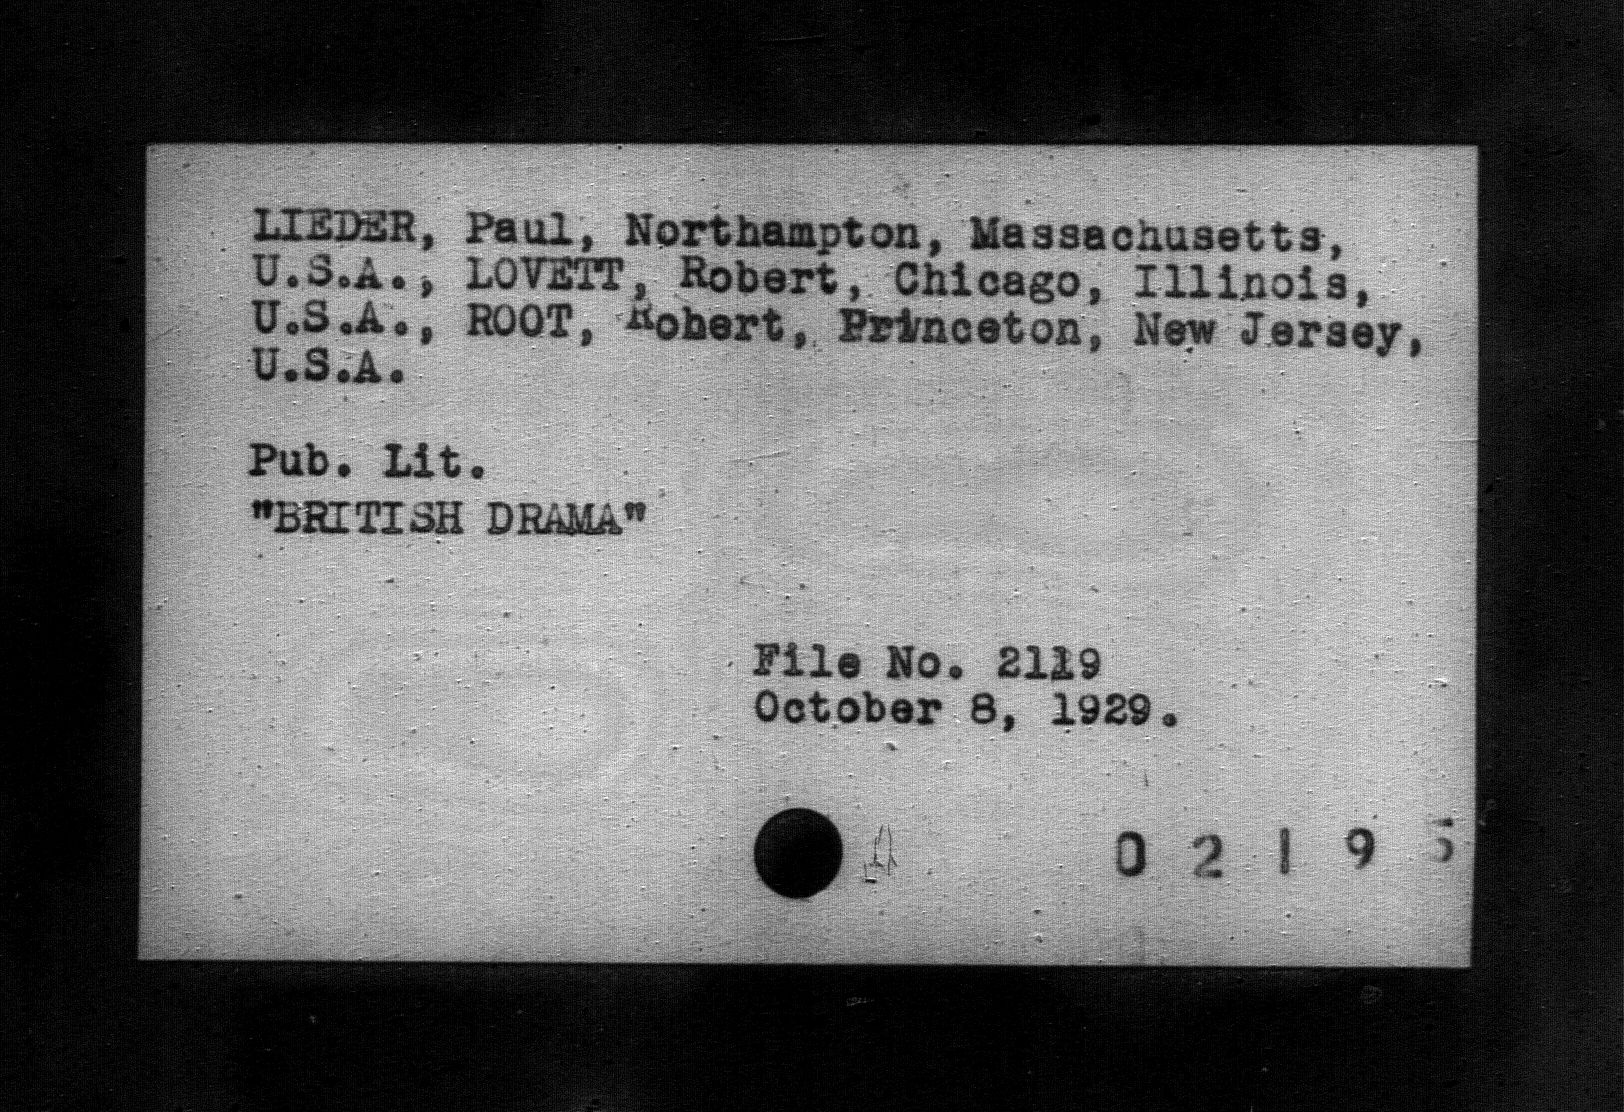 LIEDER, Paul, Northampton, Massachusetts,
U.S.A., LOVETT, Robert, Chicago, Illinois,
U.S.A., ROOT, Robert, Princeton, New Jersey,
U.S.A.
Pub. Lit.
"BRITISH DRAMA"
File No. 2119
October 8, 1929.
0 2 1 9 5